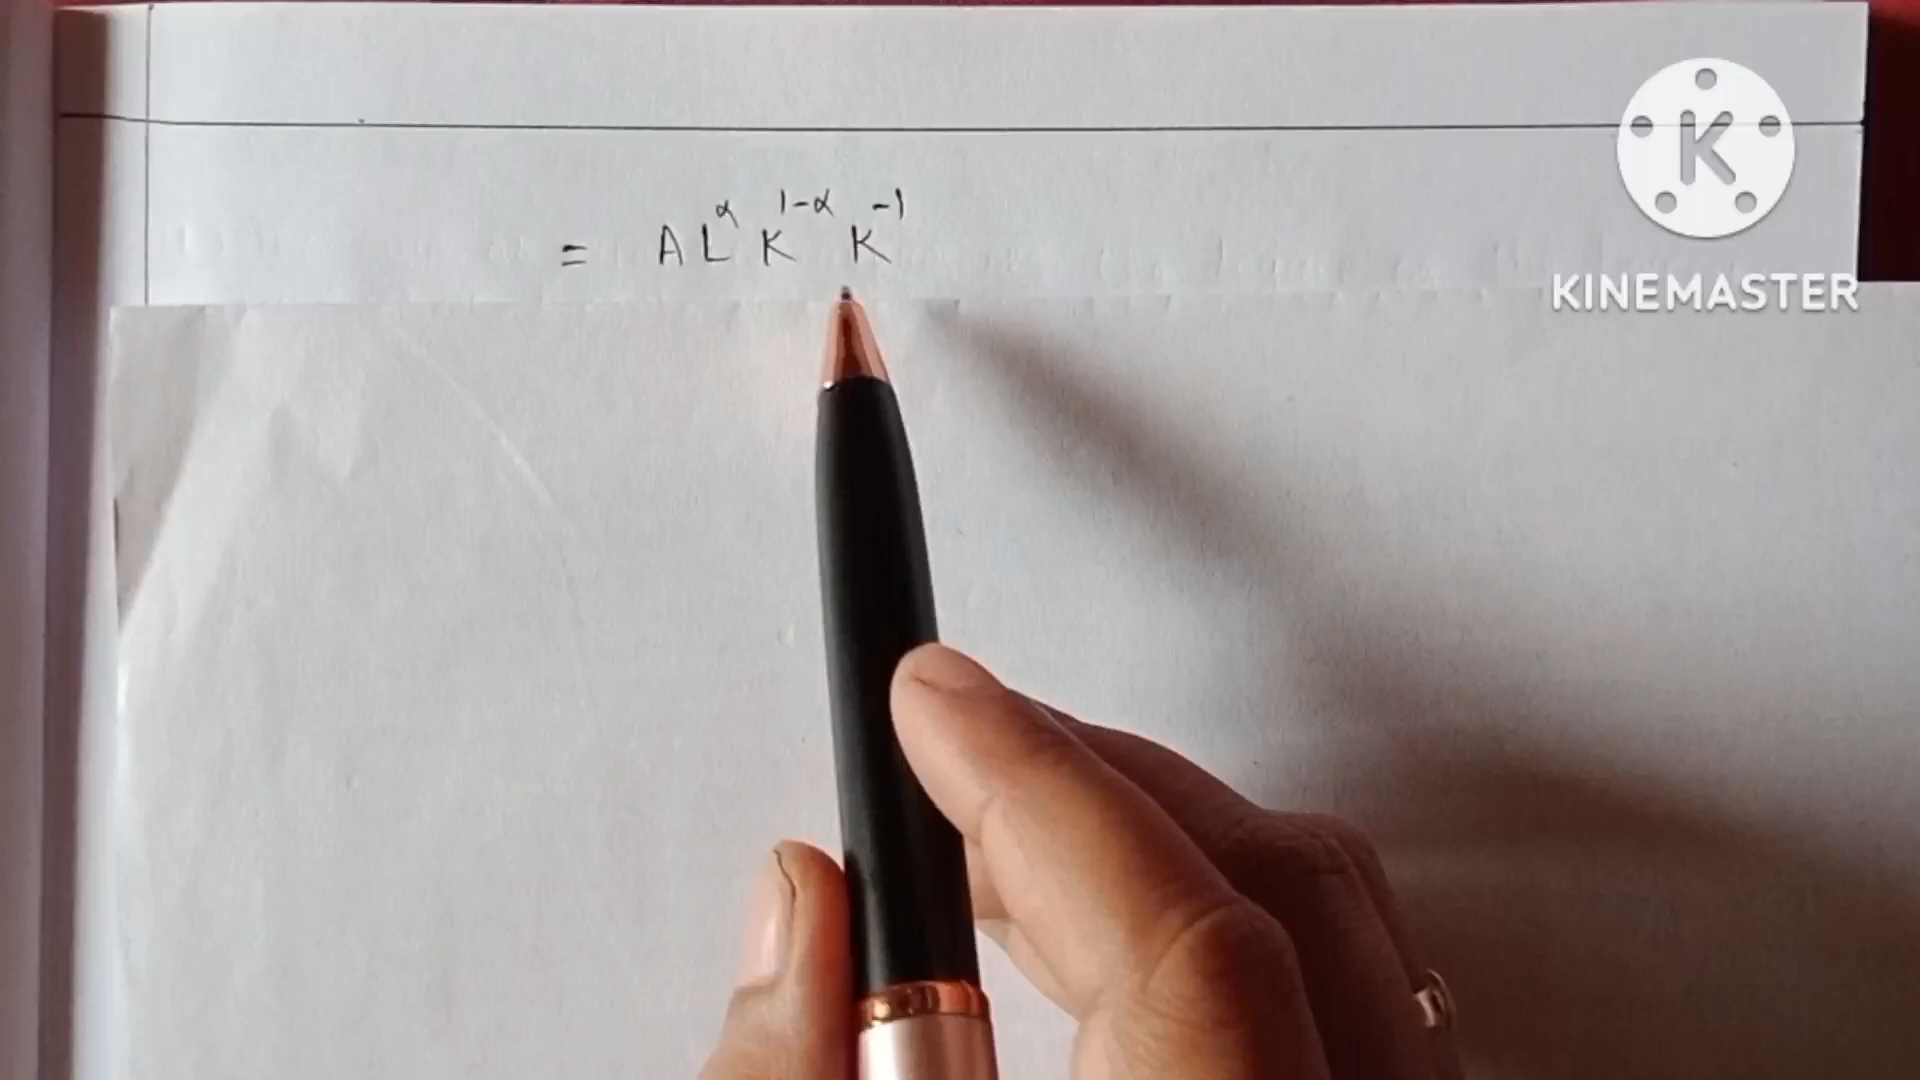 = A L^α K^1-α K^-1
K
KINEMASTER